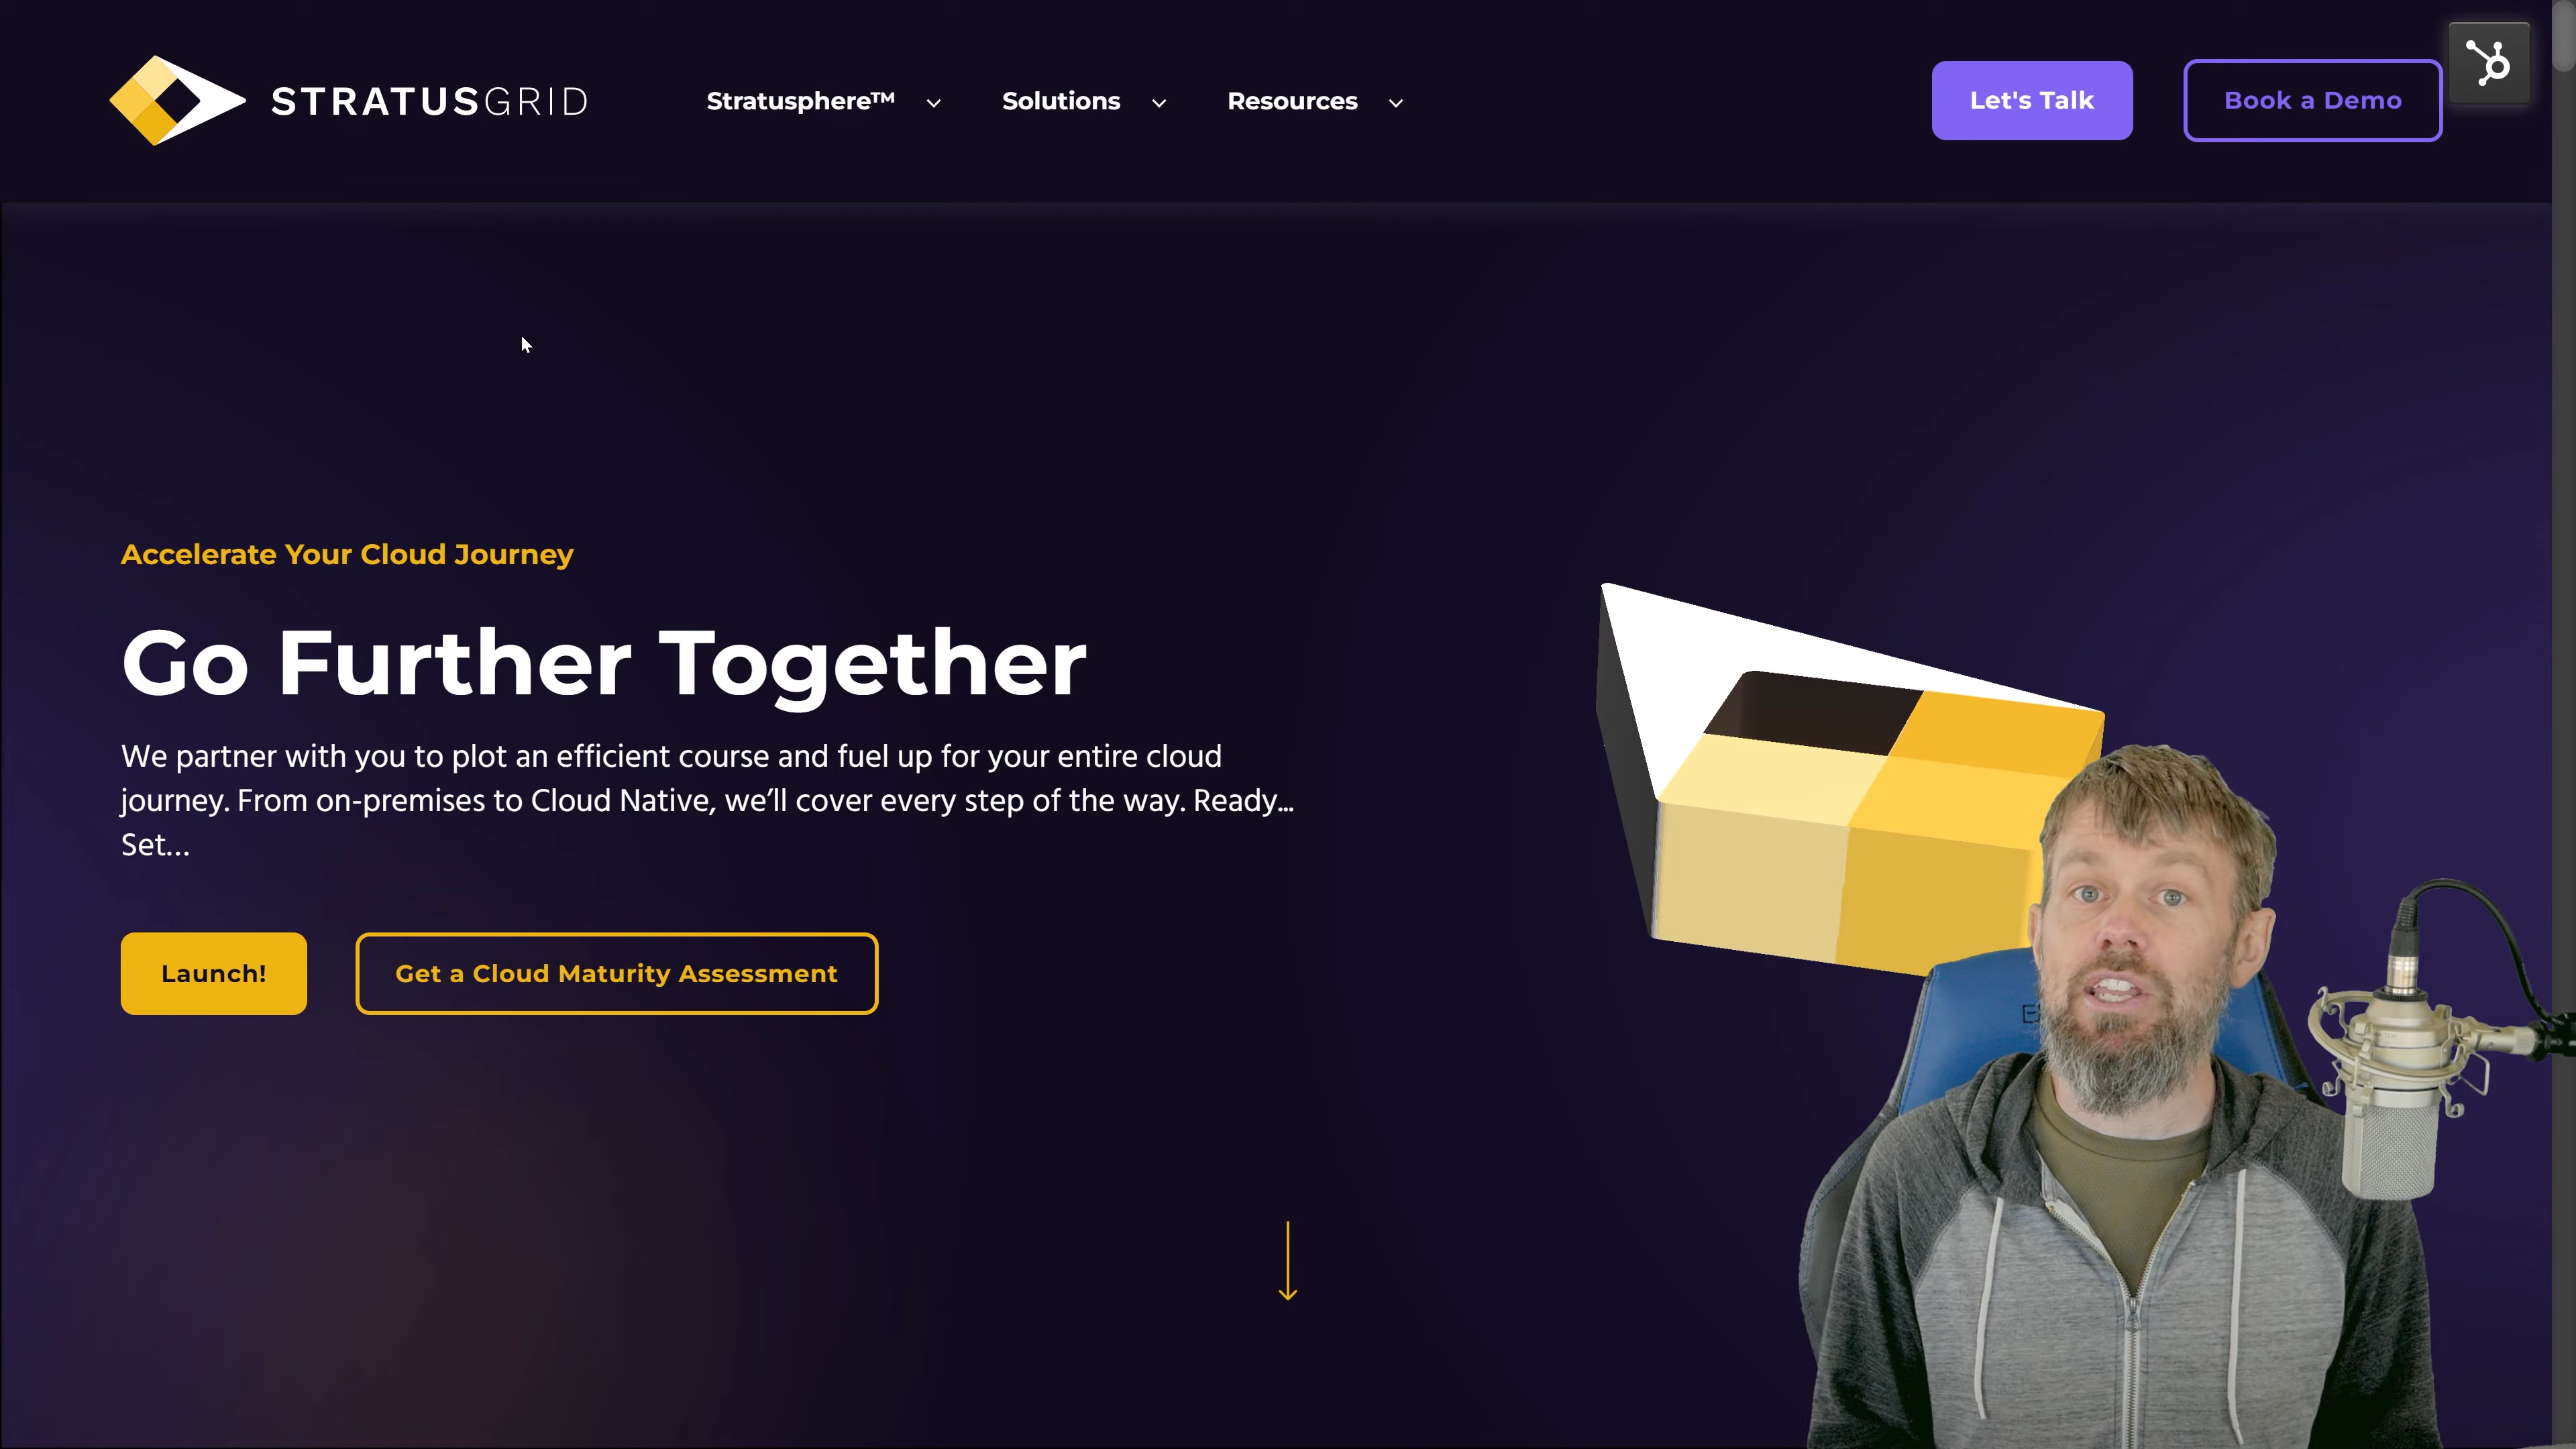 STRATUSGRID
Stratusphere™
Solutions
Resources
Let's Talk
Book a Demo
Accelerate Your Cloud Journey
Go Further Together
We partner with you to plot an efficient course and fuel up for your entire cloud
journey. From on-premises to Cloud Native, we’ll cover every step of the way. Ready...
Set...
Launch!
Get a Cloud Maturity Assessment